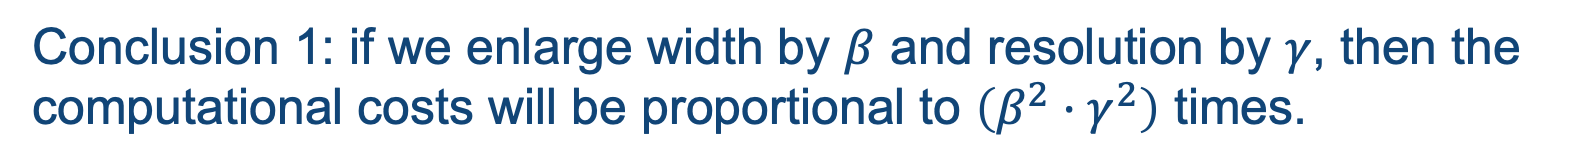 Conclusion 1: if we enlarge width by β and resolution by γ, then the
computational costs will be proportional to (β² · γ²) times.